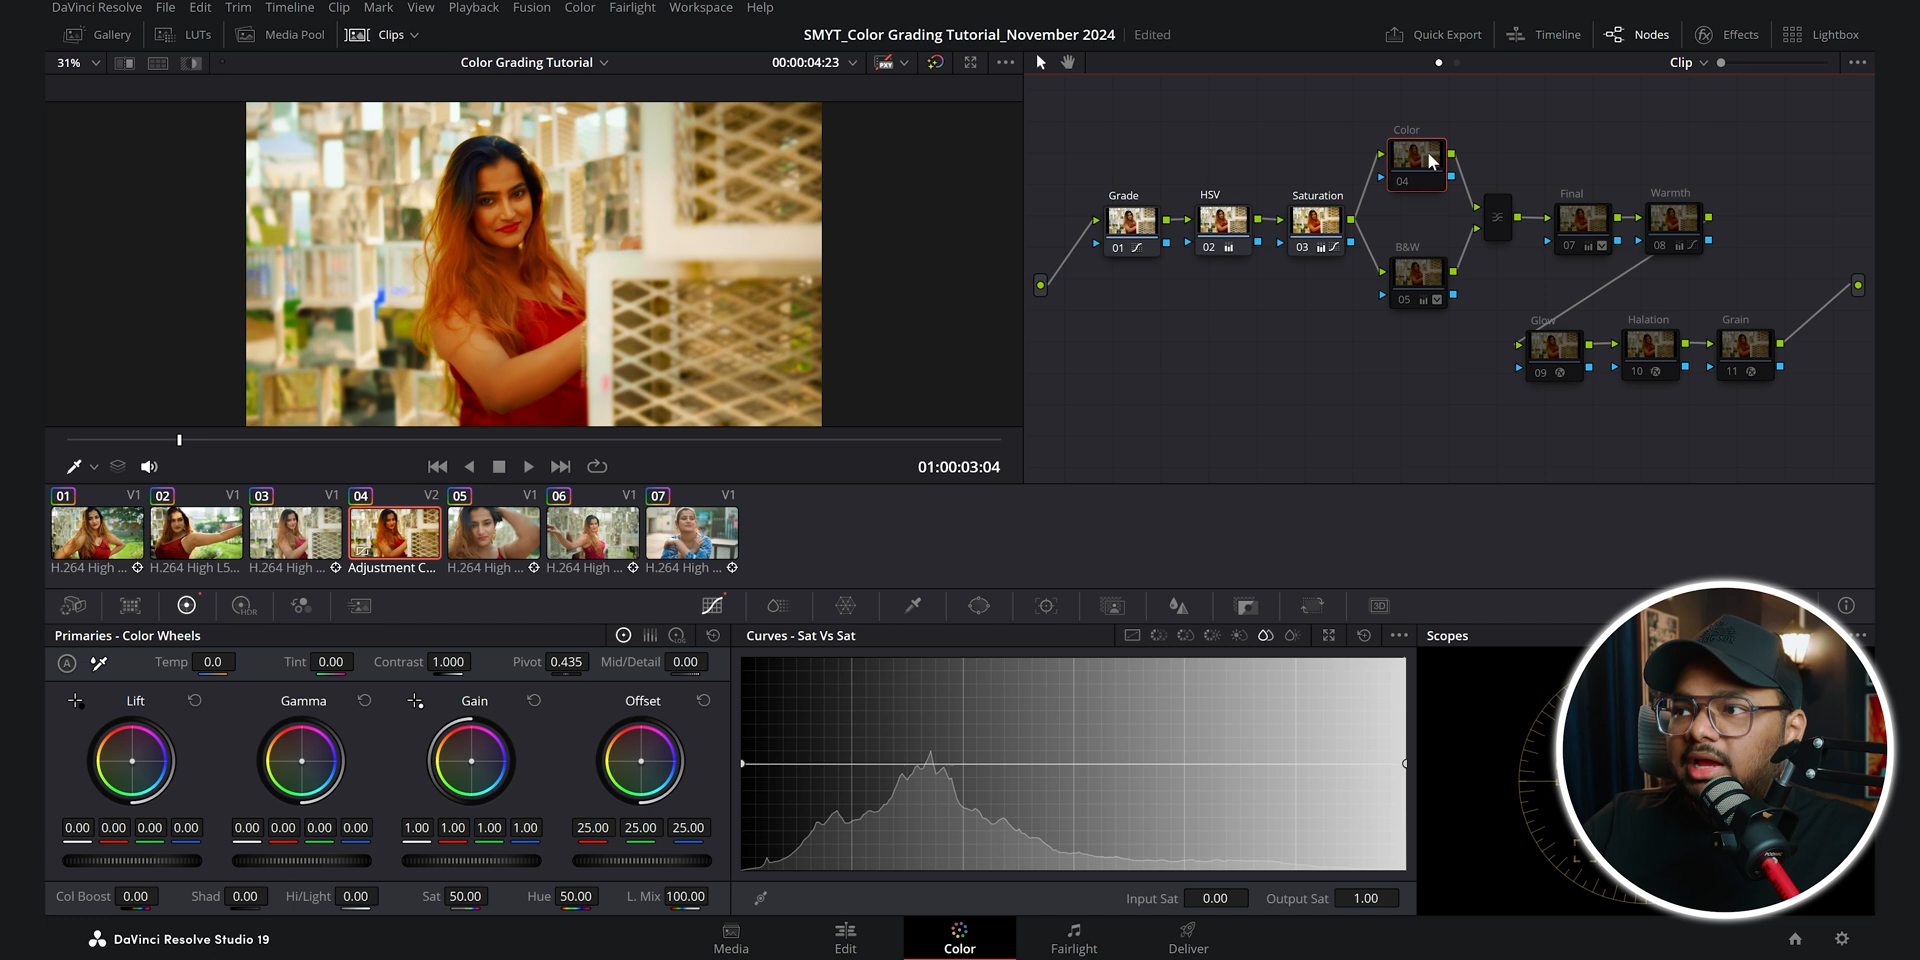 DaVinci Resolve File Edit Trim Timeline Clip Mark View Playback Fusion Color Fairlight Workspace Help
Gallery LUTs Media Pool Clips SMYT_Color Grading Tutorial_November 2024 Edited Quick Export Timeline Nodes Effects Lightbox
31% Color Grading Tutorial 00:00:04:23 Clip
Color
04
Grade HSV Saturation Final Warmth
01 02 03 07 08
B&W
05
Glow Halation Grain
09 10 11
01:00:03:04
01 V1 02 V1 03 V1 04 V2 05 V1 06 V1 07 V1
H.264 High ... H.264 High L5... H.264 High ... Adjustment C... H.264 High ... H.264 High ... H.264 High ...
HDR 3D
Primaries - Color Wheels Curves - Sat Vs Sat Scopes
LOG
A Temp 0.0 Tint 0.00 Contrast 1.000 Pivot 0.435 Mid/Detail 0.00
Lift Gamma Gain Offset
0.00 0.00 0.00 0.00 0.00 0.00 0.00 0.00 1.00 1.00 1.00 1.00 25.00 25.00 25.00
Col Boost 0.00 Shad 0.00 Hi/Light 0.00 Sat 50.00 Hue 50.00 L. Mix 100.00 Input Sat 0.00 Output Sat 1.00
DaVinci Resolve Studio 19 Media Edit Color Fairlight Deliver